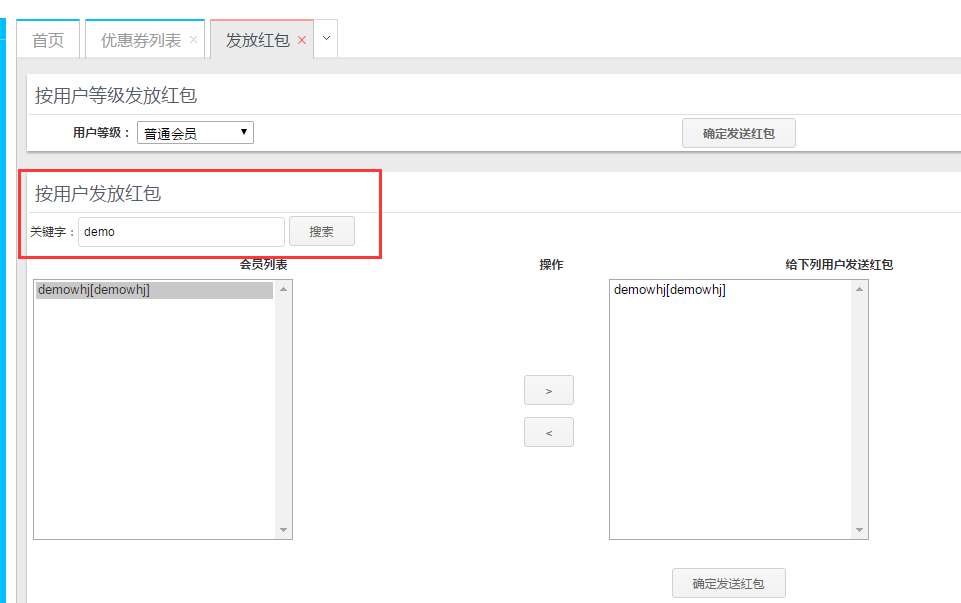 首页 优惠券列表 × 发放红包 ×
按用户等级发放红包
用户等级： 普通会员 确定发送红包
按用户发放红包
关键字： demo 搜索
会员列表 操作 给下列用户发送红包
demowhj[demowhj] demowhj[demowhj]
>
<
确定发送红包